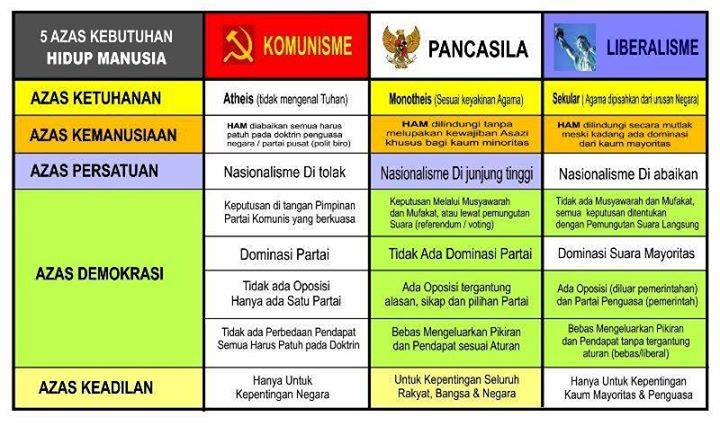 5 AZAS KEBUTUHAN
HIDUP MANUSIA
KOMUNISME
PANCASILA
LIBERALISME
AZAS KETUHANAN
Atheis (tidak mengenal Tuhan)
Monotheis (Sesuai keyakinan Agama)
Sekular ( Agama dipisahkan dari urusan Negara)
AZAS KEMANUSIAAN
HAM diabaikan semua harus
patuh pada doktrin penguasa
negara / partai pusat (polit biro)
HAM dilindungi tanpa
melupakan kewajiban Asazi
khusus bagi kaum minoritas
HAM dilindungi secara mutlak
meski kadang ada dominasi
dari kaum mayoritas
AZAS PERSATUAN
Nasionalisme Di tolak
Nasionalisme Di junjung tinggi
Nasionalisme Di abaikan
AZAS DEMOKRASI
Keputusan di tangan Pimpinan
Partai Komunis yang berkuasa
Keputusan Melalui Musyawarah
dan Mufakat, atau lewat pemungutan
Suara (referendum / voting)
Tidak ada Musyawarah dan Mufakat,
semua keputusan ditentukan
dengan Pemungutan Suara Langsung
Dominasi Partai
Tidak Ada Dominasi Partai
Dominasi Suara Mayoritas
Tidak ada Oposisi
Hanya ada Satu Partai
Ada Oposisi tergantung
alasan, sikap dan pilihan Partai
Ada Oposisi (diluar pemerintahan)
dan Partai Penguasa (pemerintah)
Tidak ada Perbedaan Pendapat
Semua Harus Patuh pada Doktrin
Bebas Mengeluarkan Pikiran
dan Pendapat sesuai Aturan
Bebas Mengeluarkan Pikiran
dan Pendapat tanpa tergantung
aturan (bebas/liberal)
AZAS KEADILAN
Hanya Untuk
Kepentingan Negara
Untuk Kepentingan Seluruh
Rakyat, Bangsa & Negara
Hanya Untuk Kepentingan
Kaum Mayoritas & Penguasa